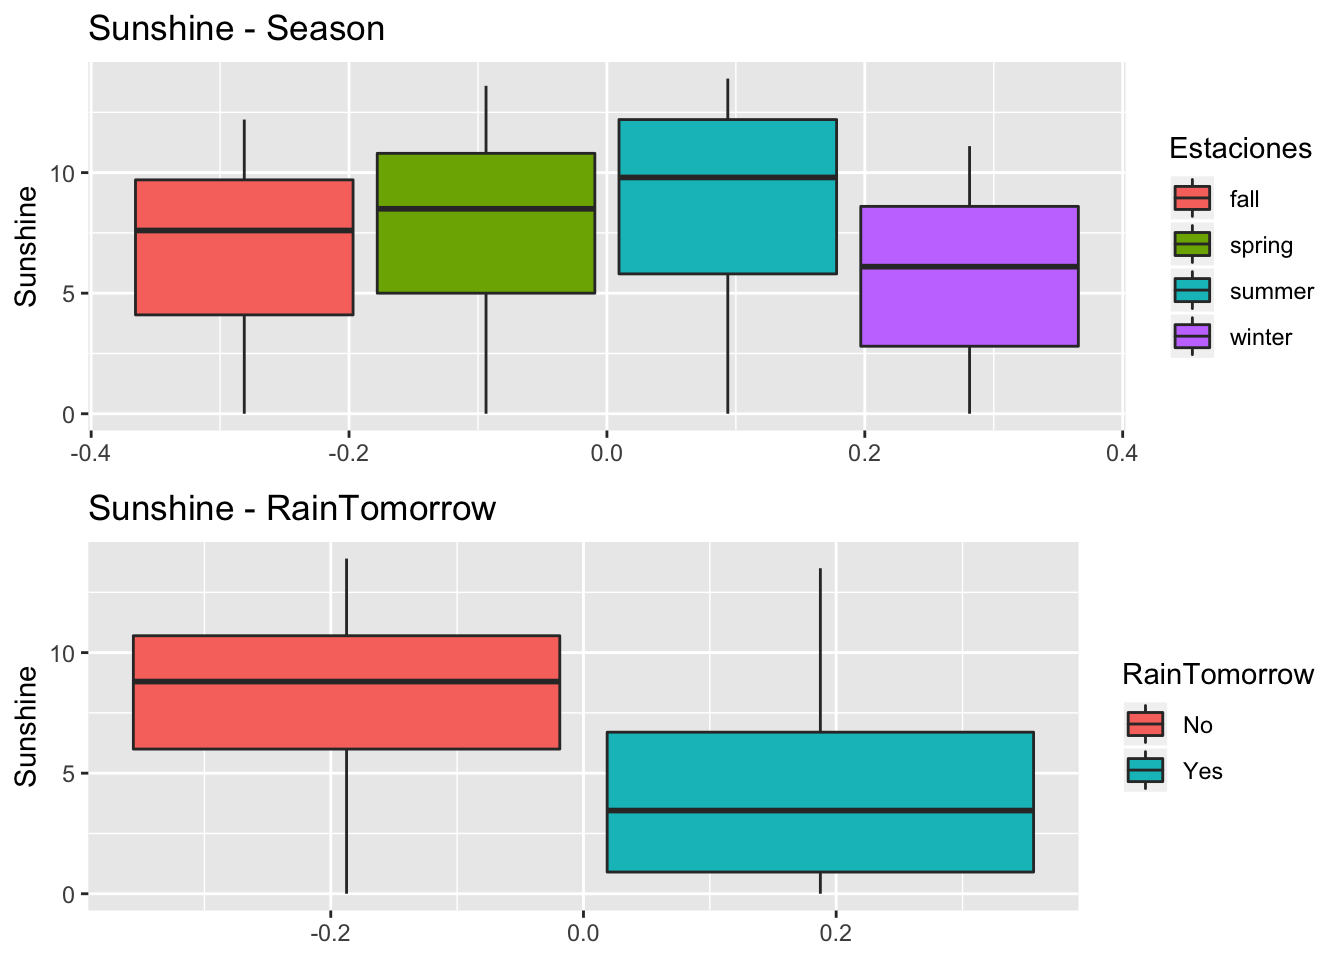 Sunshine - Season
Sunshine
10
5
0
-0.4
-0.2
0.0
0.2
0.4
Estaciones
fall
spring
summer
winter
Sunshine - RainTomorrow
Sunshine
10
5
0
-0.2
0.0
0.2
RainTomorrow
No
Yes